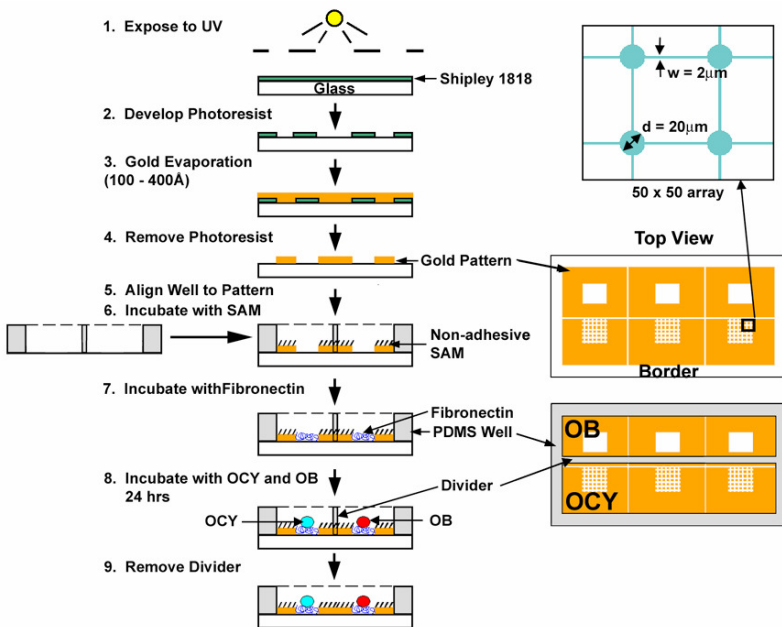 1. Expose to UV
Shipley 1818
Glass
2. Develop Photoresist
3. Gold Evaporation
(100 - 400Å)
4. Remove Photoresist
Gold Pattern
5. Align Well to Pattern
6. Incubate with SAM
Non-adhesive
SAM
7. Incubate withFibronectin
Fibronectin
PDMS Well
8. Incubate with OCY and OB
24 hrs
Divider
OCY
OB
9. Remove Divider
w = 2µm
d = 20µm
50 x 50 array
Top View
Border
OB
OCY